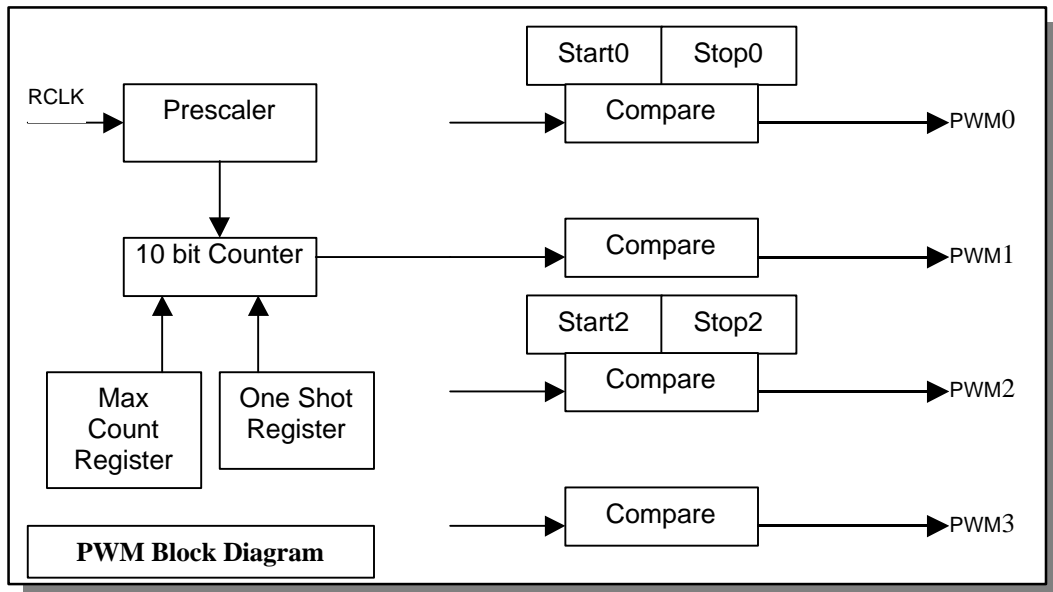 Start0
Stop0
RCLK
Prescaler
Compare
PWM0
10 bit Counter
Compare
PWM1
Start2
Stop2
Compare
PWM2
Max
Count
Register
One Shot
Register
Compare
PWM3
PWM Block Diagram